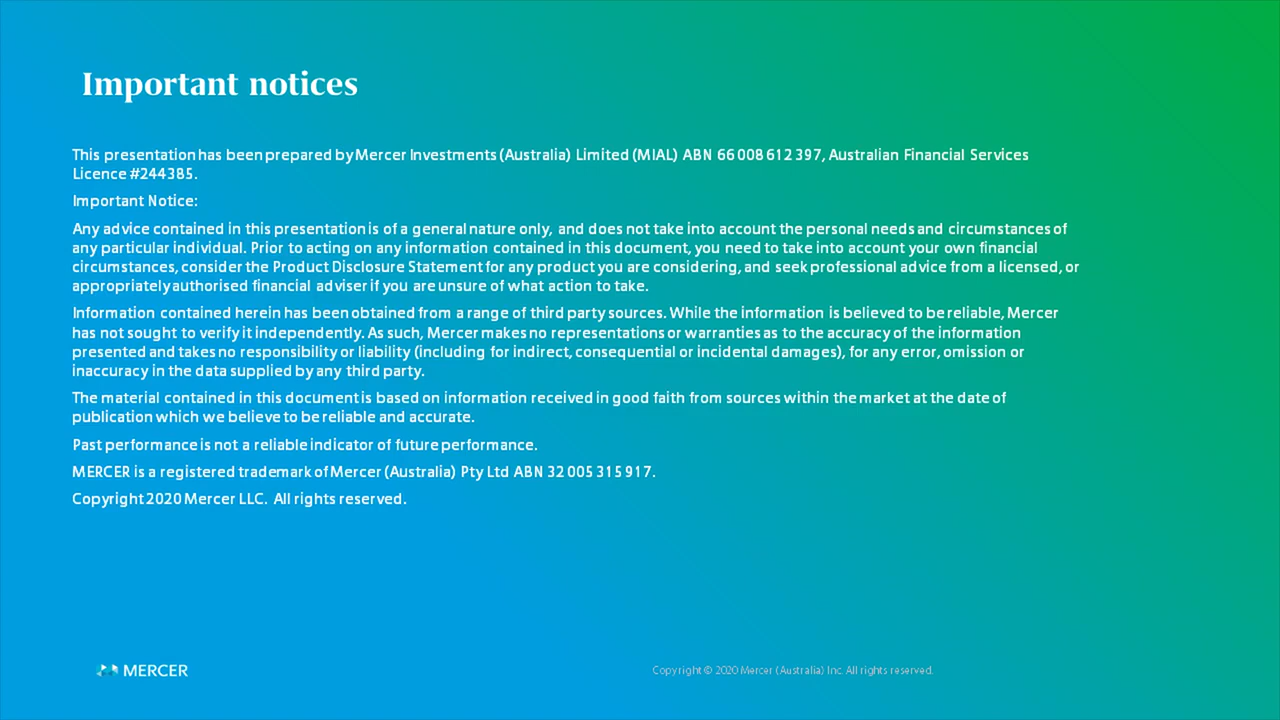 Important notices
This presentation has been prepared by Mercer Investments (Australia) Limited (MIAL) ABN 66 008 612 397, Australian Financial Services
Licence #244385.
Important Notice:
Any advice contained in this presentation is of a general nature only, and does not take into account the personal needs and circumstances of
any particular individual. Prior to acting on any information contained in this document, you need to take into account your own financial
circumstances, consider the Product Disclosure Statement for any product you are considering, and seek professional advice from a licensed, or
appropriately authorised financial adviser if you are unsure of what action to take.
Information contained herein has been obtained from a range of third party sources. While the information is believed to be reliable, Mercer
has not sought to verify it independently. As such, Mercer makes no representations or warranties as to the accuracy of the information
presented and takes no responsibility or liability (including for indirect, consequential or incidental damages), for any error, omission or
inaccuracy in the data supplied by any third party.
The material contained in this document is based on information received in good faith from sources within the market at the date of
publication which we believe to be reliable and accurate.
Past performance is not a reliable indicator of future performance.
MERCER is a registered trademark of Mercer (Australia) Pty Ltd ABN 32 005 315 917.
Copyright 2020 Mercer LLC. All rights reserved.
MERCER
Copyright © 2020 Mercer (Australia) Inc. All rights reserved.